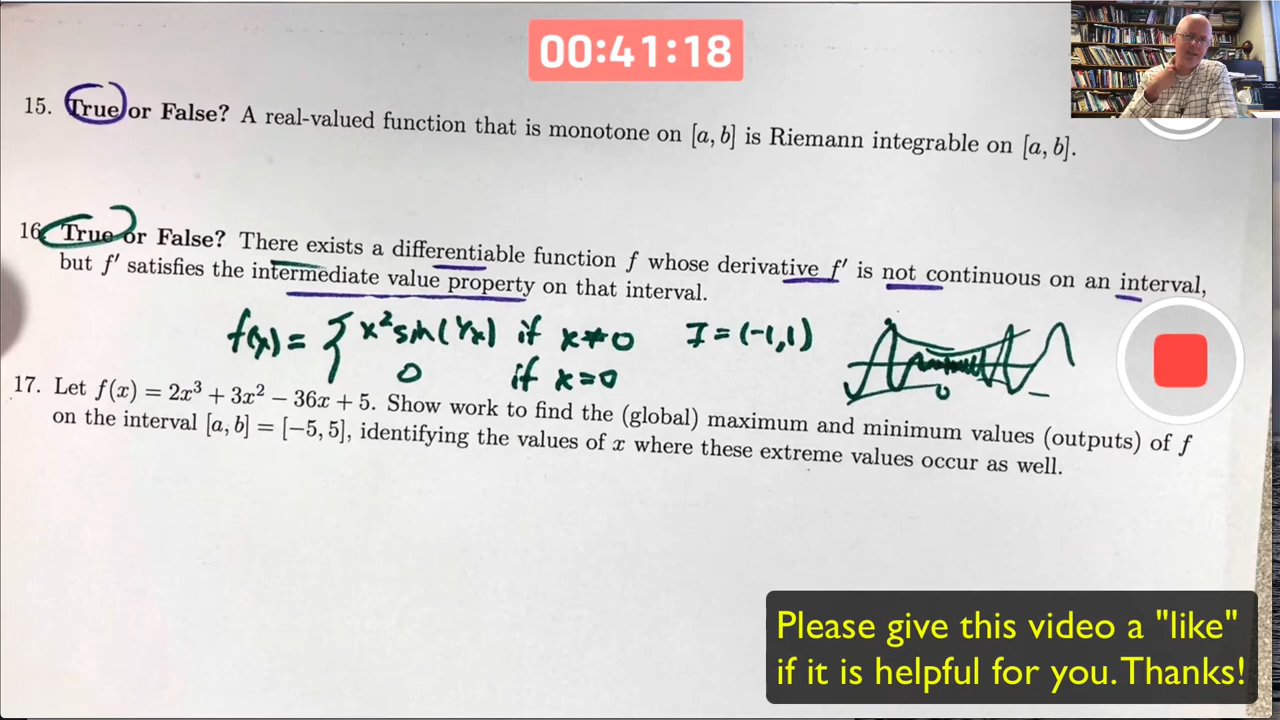 00:41:18
15. True or False? A real-valued function that is monotone on [a, b] is Riemann integrable on [a, b].
16. True or False? There exists a differentiable function f whose derivative f′ is not continuous on an interval,
but f′ satisfies the intermediate value property on that interval.
f(x) = { x² sin(1/x) if x ≠ 0 I = (-1,1)
0 if x = 0
0
17. Let f(x) = 2x³ + 3x² − 36x + 5. Show work to find the (global) maximum and minimum values (outputs) of f
on the interval [a, b] = [−5, 5], identifying the values of x where these extreme values occur as well.
Please give this video a "like"
if it is helpful for you. Thanks!